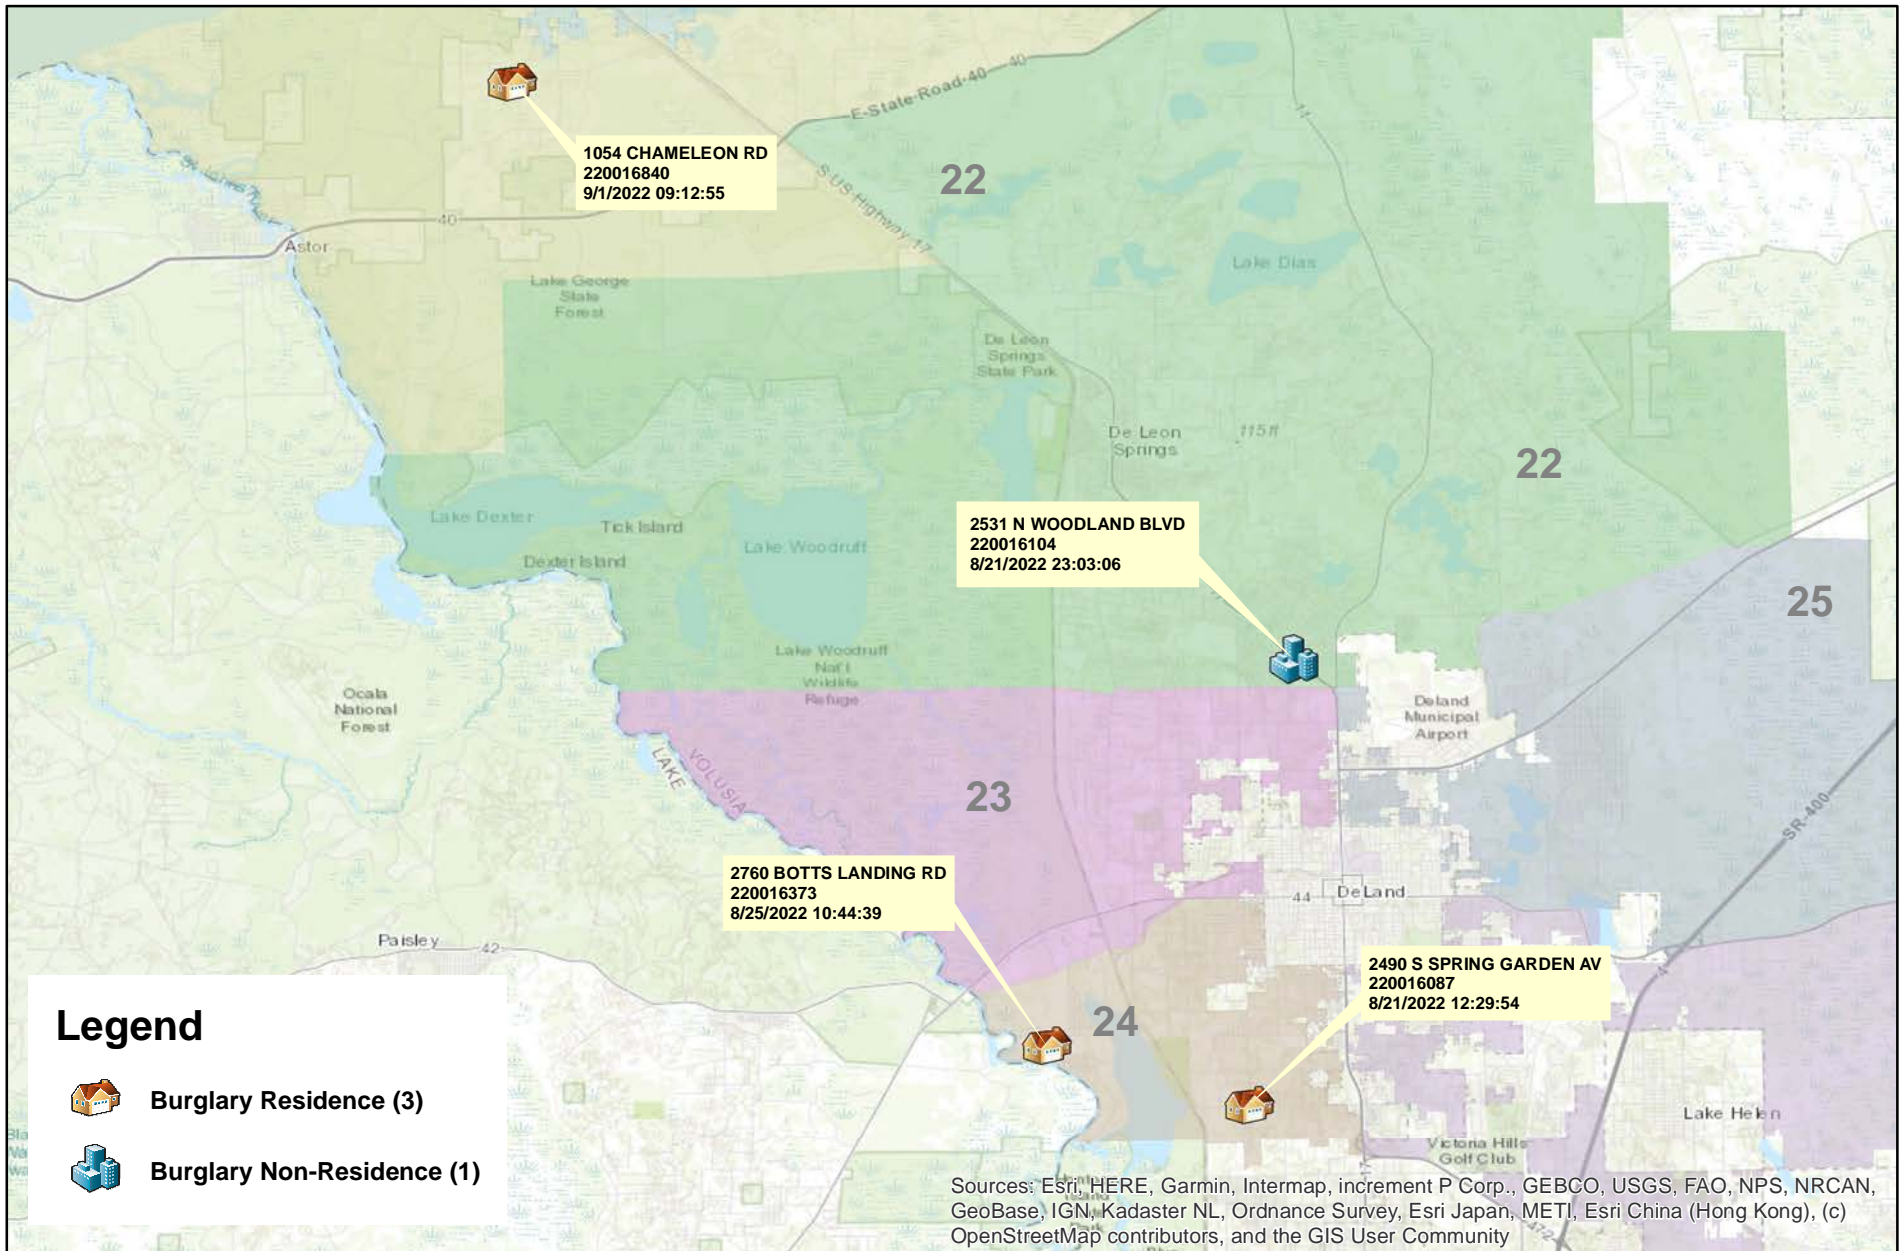 40
40
E-State-Road-40
11
1054 CHAMELEON RD
220016840
9/1/2022 09:12:55
22
S-US-Highway-17
40
Astor
Lake George
State
Forest
Lake Dias
De Leon
Springs
State Park
De Leon
Springs
115 ft
22
Lake Dexter
Tick Island
Lake Woodruff
Dexter Island
2531 N WOODLAND BLVD
220016104
8/21/2022 23:03:06
25
Lake Woodruff
Nat'l
Wildlife
Refuge
Ocala
National
Forest
Deland
Municipal
Airport
LAKE
VOLUSIA
23
SR-400
2760 BOTTS LANDING RD
220016373
8/25/2022 10:44:39
44
DeLand
Paisley
42
4
2490 S SPRING GARDEN AV
220016087
8/21/2022 12:29:54
24
Legend
Burglary Residence (3)
Burglary Non-Residence (1)
Lake Helen
Victoria Hills
Golf Club
17
Sources: Esri, HERE, Garmin, Intermap, increment P Corp., GEBCO, USGS, FAO, NPS, NRCAN,
GeoBase, IGN, Kadaster NL, Ordnance Survey, Esri Japan, METI, Esri China (Hong Kong), (c)
OpenStreetMap contributors, and the GIS User Community